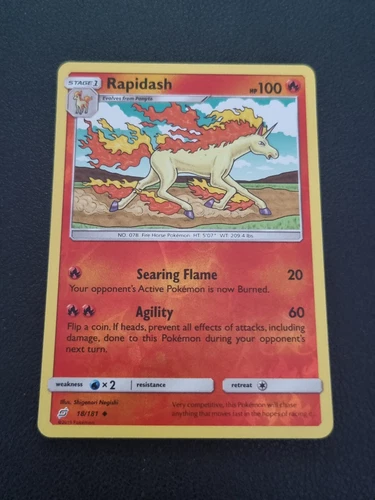 STAGE 1
Rapidash
HP100
Evolves from Ponyta
NO. 078 Fire Horse Pokémon HT: 5'07" WT: 209.4 lbs.
Searing Flame 20
Your opponent's Active Pokémon is now Burned.
Agility 60
Flip a coin. If heads, prevent all effects of attacks, including
damage, done to this Pokémon during your opponent's
next turn.
weakness ×2 resistance retreat
Illus. Shigenori Negishi
Very competitive, this Pokémon will chase
anything that moves fast in the hopes of racing it.
18/181
©2019 Pokémon